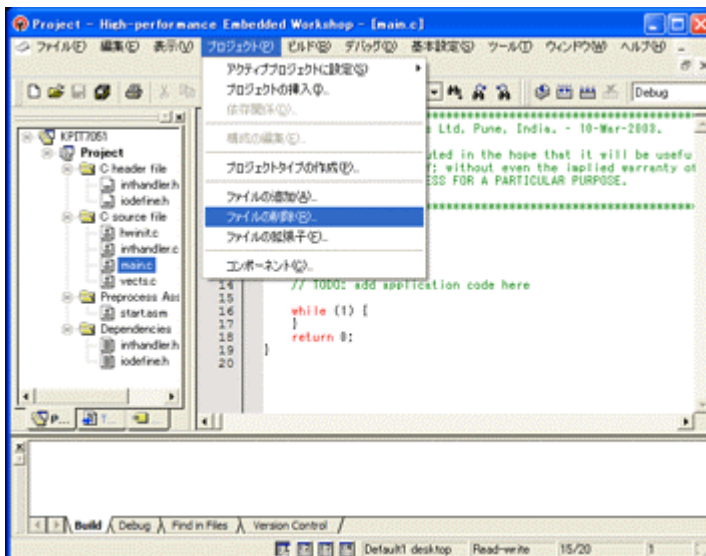 Project - High-performance Embedded Workshop - [main.c]
ファイル(F) 編集(E) 表示(V) プロジェクト(P) ビルド(B) デバッグ(D) 基本設定(S) ツール(T) ウィンドウ(W) ヘルプ(H)
アクティブプロジェクトに設定(S)
プロジェクトの挿入(I)...
依存関係(O)...
構成の編集(E)...
プロジェクトタイプの作成(P)...
ファイルの追加(A)...
ファイルの削除(R)...
ファイルの拡張子(E)...
コンポーネント(C)...
Debug
KPIT7051
Project
C header file
inthandler.h
iodefine.h
C source file
hwinit.c
inthandler.c
main.c
vects.c
Preprocess Ass
start.asm
Dependencies
inthandler.h
iodefine.h
P... T...
s Ltd, Pune, India. - 10-Mar-2003.
uted in the hope that it will be usefu
; without even the implied warranty of
ESS FOR A PARTICULAR PURPOSE.
14 // TODO: add application code here
15
16 while (1) {
17 }
18 return 0;
19 }
20
Build Debug Find in Files Version Control
Default1 desktop Read-write 15/20 1